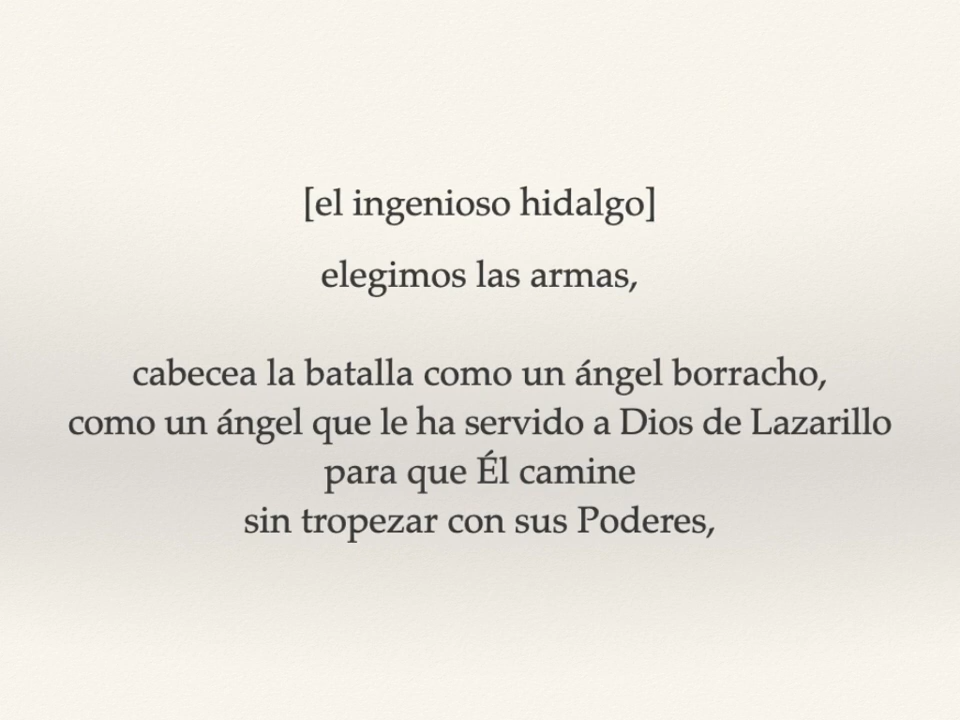 [el ingenioso hidalgo]
elegimos las armas,
cabecea la batalla como un ángel borracho,
como un ángel que le ha servido a Dios de Lazarillo
para que Él camine
sin tropezar con sus Poderes,